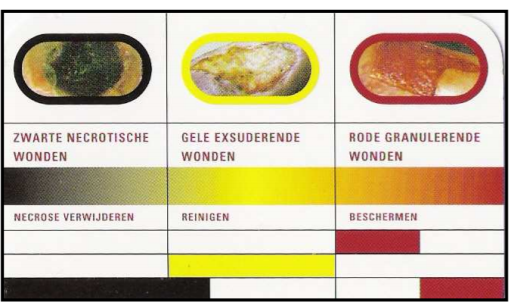 ZWARTE NECROTISCHE
WONDEN
GELE EXSUDERENDE
WONDEN
RODE GRANULERENDE
WONDEN
NECROSE VERWIJDEREN
REINIGEN
BESCHERMEN